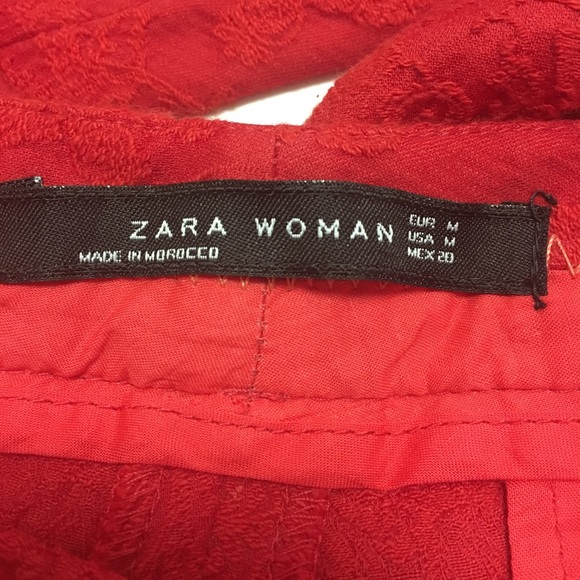 ZARA WOMAN
MADE IN MOROCCO
EUR M
USA M
MEX 28